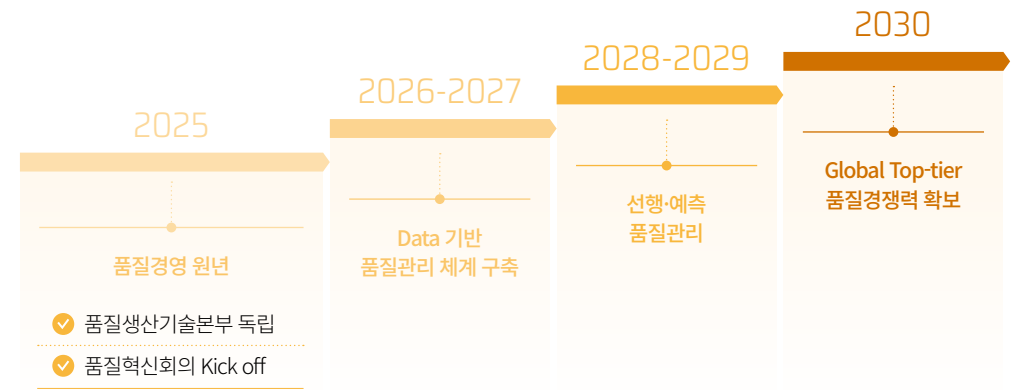 2025
품질경영 원년
품질생산기술본부 독립
품질혁신회의 Kick off
2026-2027
Data 기반
품질관리 체계 구축
2028-2029
선행·예측
품질관리
2030
Global Top-tier
품질경쟁력 확보